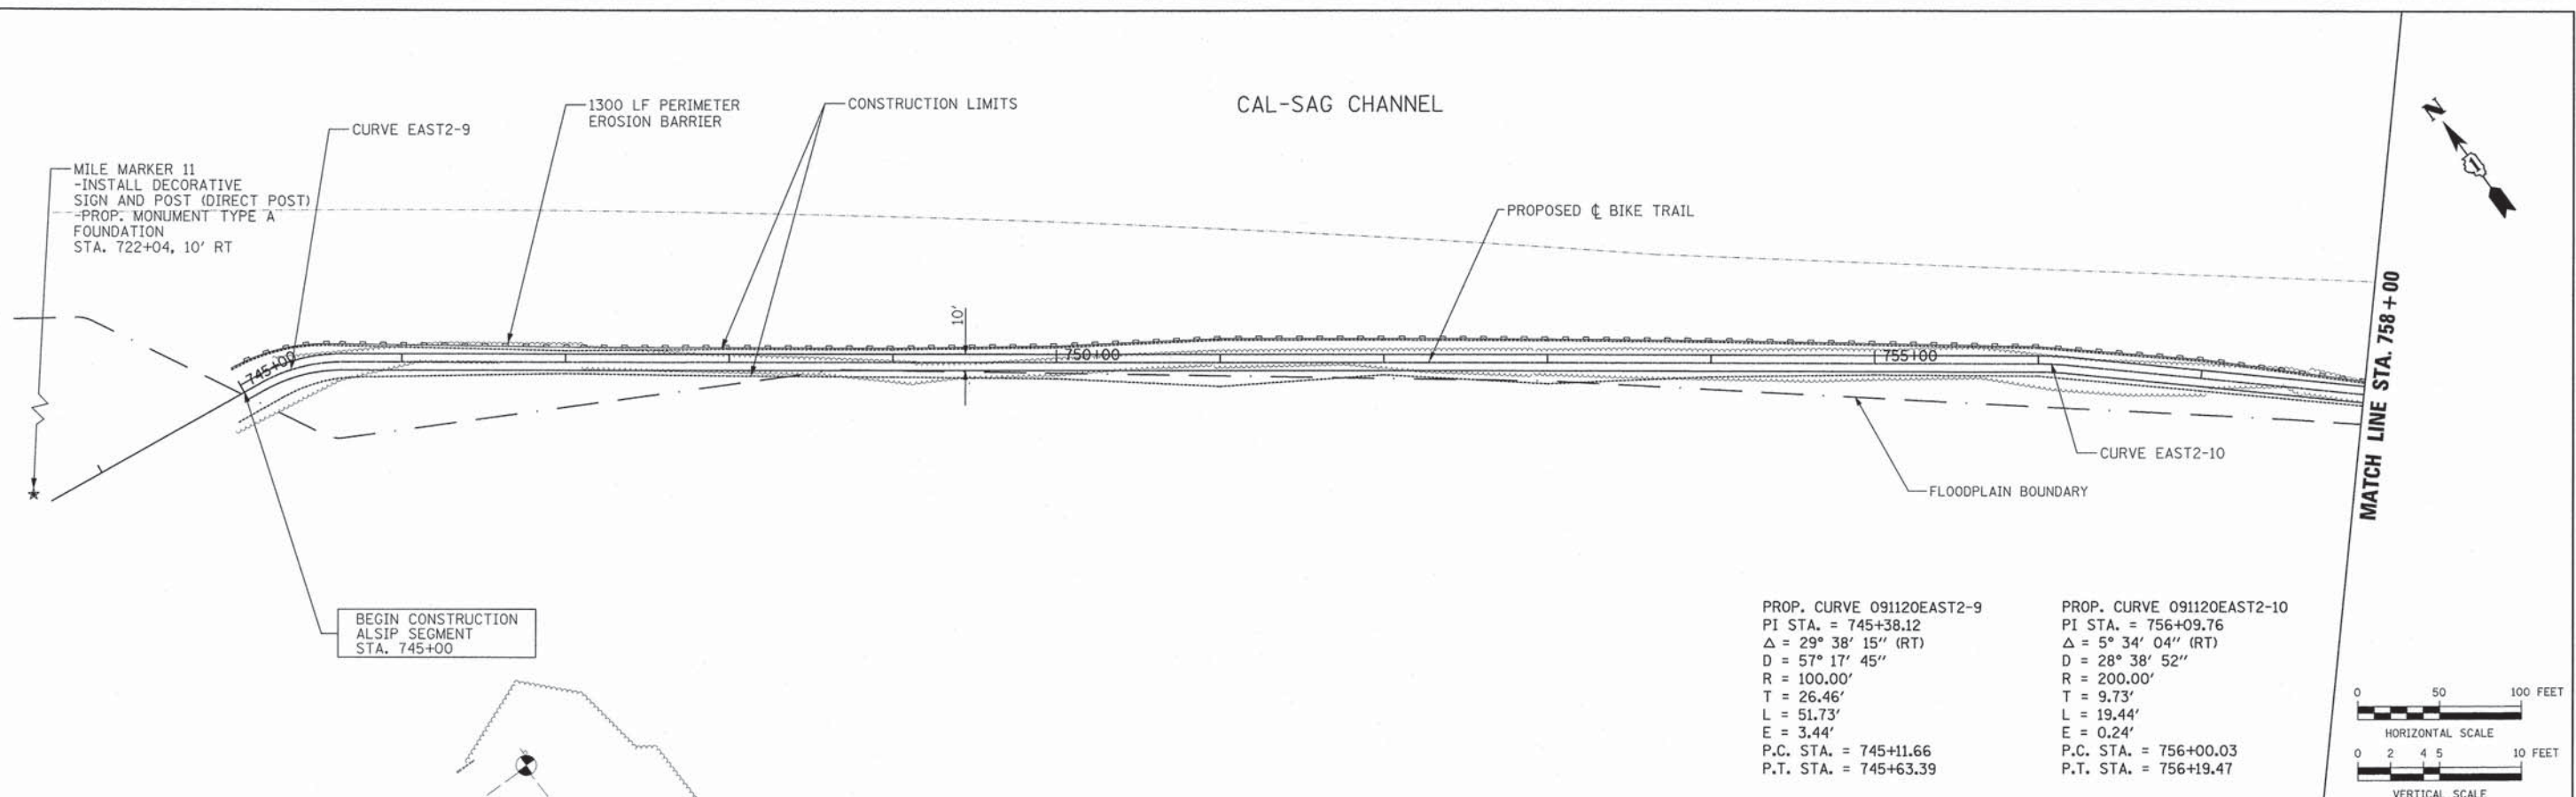 CAL-SAG CHANNEL
1300 LF PERIMETER
EROSION BARRIER
CONSTRUCTION LIMITS
CURVE EAST2-9
N
1
MILE MARKER 11
-INSTALL DECORATIVE
SIGN AND POST (DIRECT POST)
-PROP. MONUMENT TYPE A
FOUNDATION
STA. 722+04, 10' RT
PROPOSED ℄ BIKE TRAIL
MATCH LINE STA. 758+00
10'
745+00
750+00
755+00
CURVE EAST2-10
FLOODPLAIN BOUNDARY
BEGIN CONSTRUCTION
ALSIP SEGMENT
STA. 745+00
PROP. CURVE 091120EAST2-9
PI STA. = 745+38.12
Δ = 29° 38' 15" (RT)
D = 57° 17' 45"
R = 100.00'
T = 26.46'
L = 51.73'
E = 3.44'
P.C. STA. = 745+11.66
P.T. STA. = 745+63.39
PROP. CURVE 091120EAST2-10
PI STA. = 756+09.76
Δ = 5° 34' 04" (RT)
D = 28° 38' 52"
R = 200.00'
T = 9.73'
L = 19.44'
E = 0.24'
P.C. STA. = 756+00.03
P.T. STA. = 756+19.47
0 50 100 FEET
HORIZONTAL SCALE
0 2 4 5 10 FEET
VERTICAL SCALE